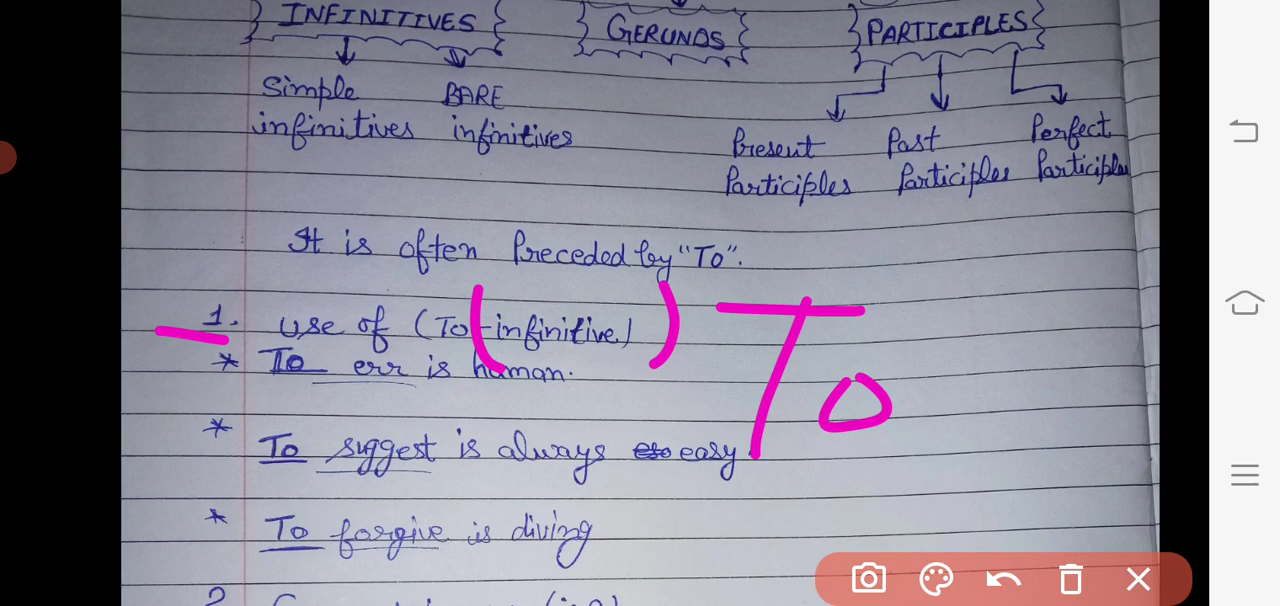 INFINITIVES GERUNDS PARTICIPLES
Simple infinitives
BARE infinitives
Present Participles
Past Participles
Perfect Participles
It is often Preceded by "To".
1. use of (To-infinitive)
To
* To err is human.
* To suggest is always easy
* To forgive is diving
2.